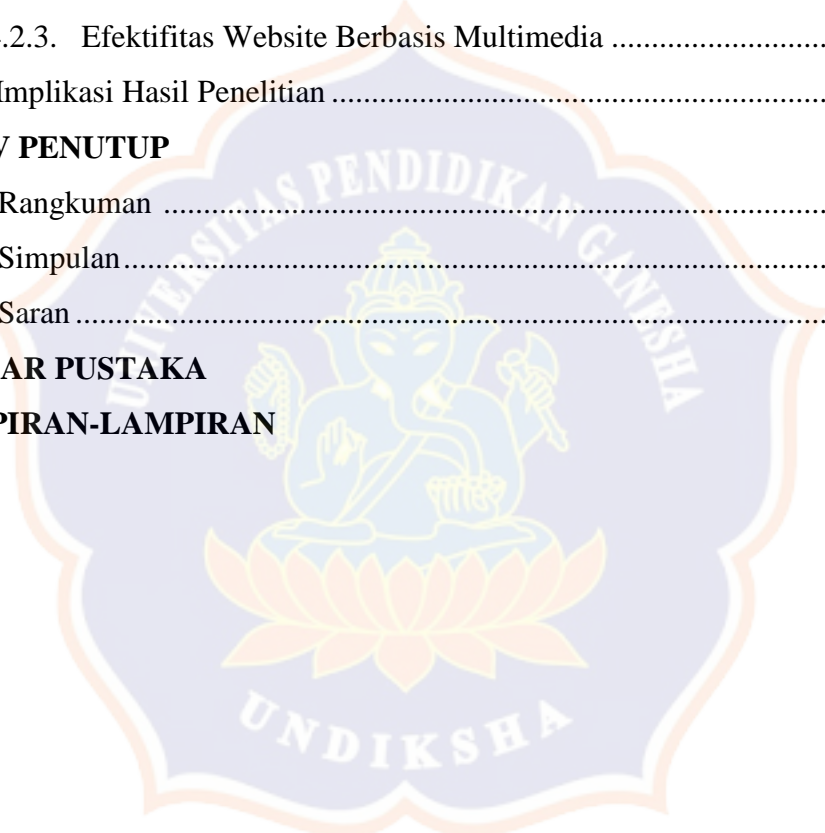 .2.3. Efektifitas Website Berbasis Multimedia ...........................
Implikasi Hasil Penelitian ..............................................................
V PENUTUP
Rangkuman ...................................................................................
Simpulan ........................................................................................
Saran ..............................................................................................
AR PUSTAKA
PIRAN-LAMPIRAN
UNIVERSITAS PENDIDIKAN GANESHA
UNDIKSHA